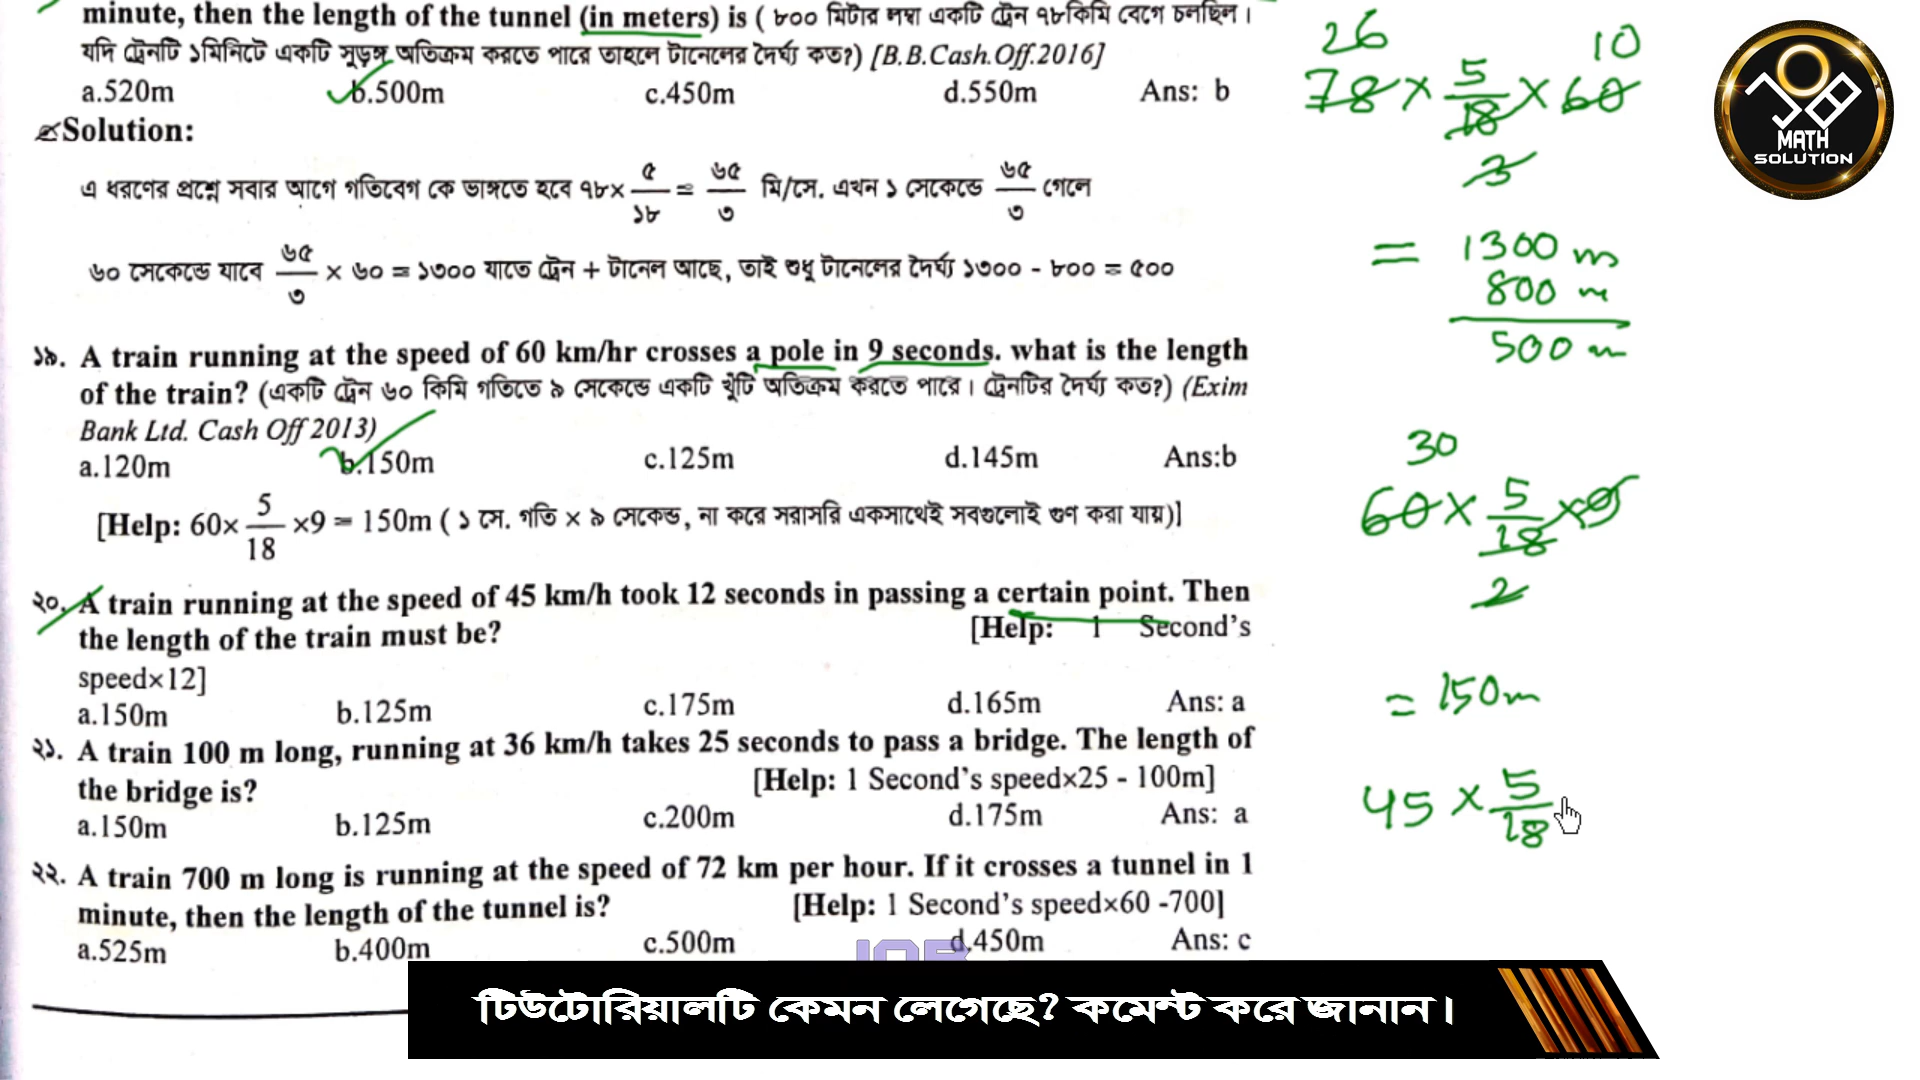 minute, then the length of the tunnel (in meters) is ( ৮০০ মিটার লম্বা একটি ট্রেন ৭৮কিমি বেগে চলছিল।
যদি ট্রেনটি ১মিনিটে একটি সুড়ঙ্গ অতিক্রম করতে পারে তাহলে টানেলের দৈর্ঘ্য কত?) [B.B.Cash.Off.2016]
a.520m b.500m c.450m d.550m Ans: b
Solution:
এ ধরণের প্রশ্নে সবার আগে গতিবেগ কে ভাঙ্গতে হবে ৭৮× ৫/১৮ = ৬৫/৩ মি/সে. এখন ১ সেকেন্ডে ৬৫/৩ গেলে
৬০ সেকেন্ডে যাবে ৬৫/৩ × ৬০ = ১৩০০ যাতে ট্রেন + টানেল আছে, তাই শুধু টানেলের দৈর্ঘ্য ১৩০০ - ৮০০ = ৫০০
১৯. A train running at the speed of 60 km/hr crosses a pole in 9 seconds. what is the length
of the train? (একটি ট্রেন ৬০ কিমি গতিতে ৯ সেকেন্ডে একটি খুঁটি অতিক্রম করতে পারে। ট্রেনটির দৈর্ঘ্য কত?) (Exim
Bank Ltd. Cash Off 2013)
a.120m b.150m c.125m d.145m Ans:b
[Help: 60× 5/18 ×9 = 150m ( ১ সে. গতি × ৯ সেকেন্ড, না করে সরাসরি একসাথেই সবগুলোই গুণ করা যায়)]
২০. A train running at the speed of 45 km/h took 12 seconds in passing a certain point. Then
the length of the train must be? [Help: 1 Second's
speed×12]
a.150m b.125m c.175m d.165m Ans: a
২১. A train 100 m long, running at 36 km/h takes 25 seconds to pass a bridge. The length of
the bridge is? [Help: 1 Second's speed×25 - 100m]
a.150m b.125m c.200m d.175m Ans: a
২২. A train 700 m long is running at the speed of 72 km per hour. If it crosses a tunnel in 1
minute, then the length of the tunnel is? [Help: 1 Second's speed×60 -700]
a.525m b.400m c.500m d.450m Ans: c
26 10
78 × 5/18 × 60
3
= 1300 m
800 m
500 m
30
60 × 5/18 × 9
2
= 150m
45 × 5/18
JOB
MATH
SOLUTION
টিউটোরিয়ালটি কেমন লেগেছে? কমেন্ট করে জানান।